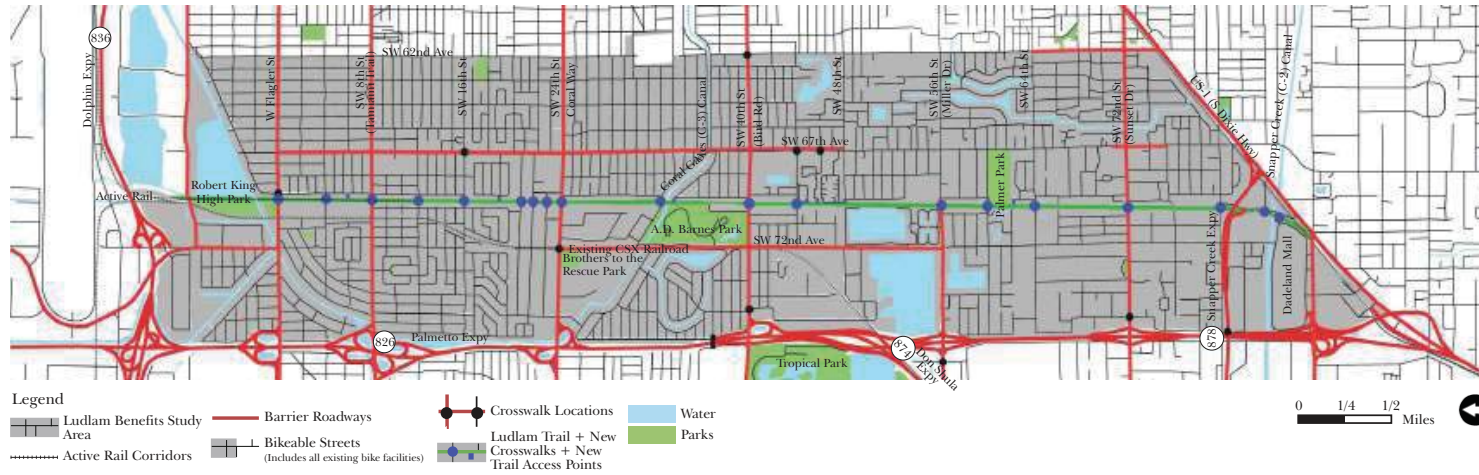 836
Dolphin Expy
W Flagler St
SW 62nd Ave
SW 8th St
(Tamiami Trail)
SW 16th St
SW 24th St
Coral Way
Coral Gables (C-3) Canal
SW 40th St
(Bird Rd)
SW 48th St
SW 56th St
(Miller Dr)
SW 64th St
SW 72nd St
(Sunset Dr)
US-1 (S Dixie Hwy)
Snapper Creek (C-2) Canal
SW 67th Ave
Active Rail
Robert King
High Park
A.D. Barnes Park
Palmer Park
SW 72nd Ave
Existing CSX Railroad
Brothers to the
Rescue Park
Snapper Creek Expy
Dadeland Mall
826
Palmetto Expy
Tropical Park
874
Don Shula
Expy
878
Legend
Ludlam Benefits Study
Area
Active Rail Corridors
Barrier Roadways
Bikeable Streets
(Includes all existing bike facilities)
Crosswalk Locations
Ludlam Trail + New
Crosswalks + New
Trail Access Points
Water
Parks
0 1/4 1/2
Miles